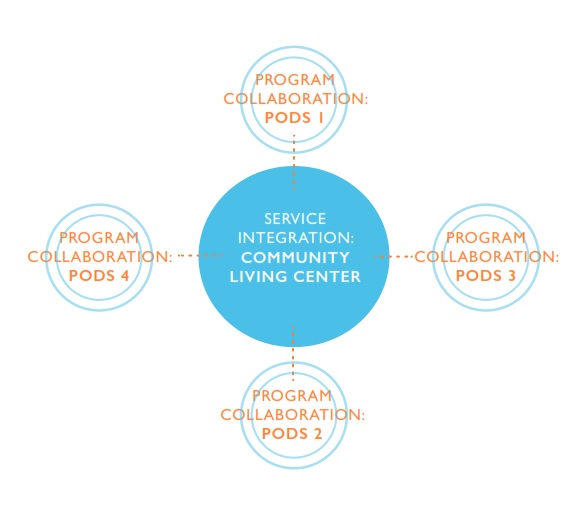 PROGRAM
COLLABORATION:
PODS 1
SERVICE
INTEGRATION:
COMMUNITY
LIVING CENTER
PROGRAM
COLLABORATION:
PODS 4
PROGRAM
COLLABORATION:
PODS 3
PROGRAM
COLLABORATION:
PODS 2